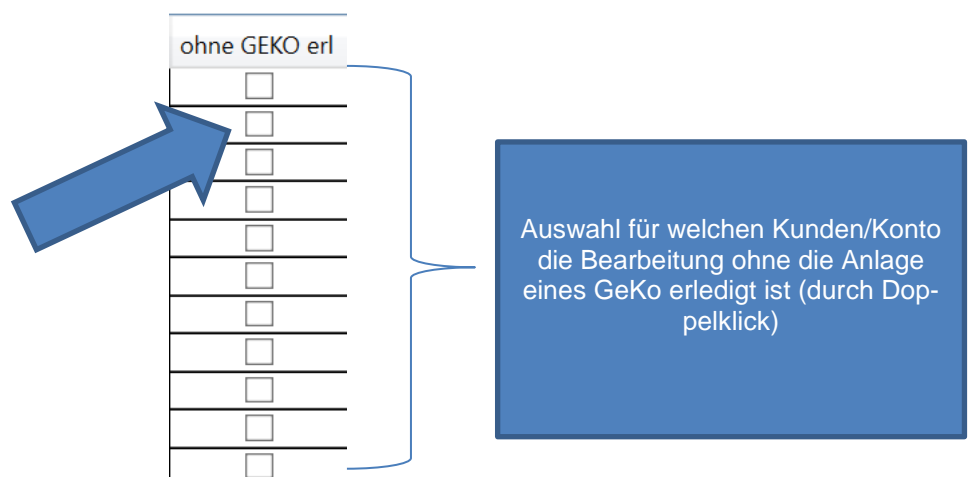 ohne GEKO erl
Auswahl für welchen Kunden/Konto
die Bearbeitung ohne die Anlage
eines GeKo erledigt ist (durch Dop-
pelklick)